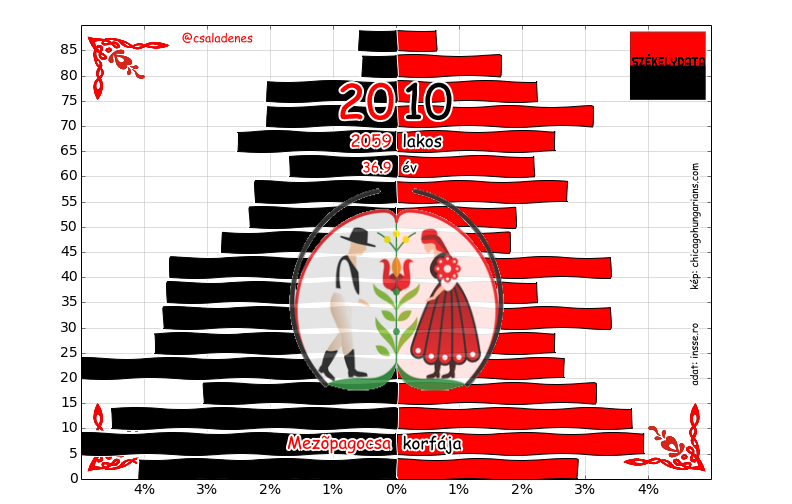 @csaladenes
SZÉKELYDATA
2010
2059 lakos
36.9 év
Mezõpagocsa korfája
kép: chicagohungarians.com
adat: insse.ro
85
80
75
70
65
60
55
50
45
40
35
30
25
20
15
10
5
0
4% 3% 2% 1% 0% 1% 2% 3% 4%